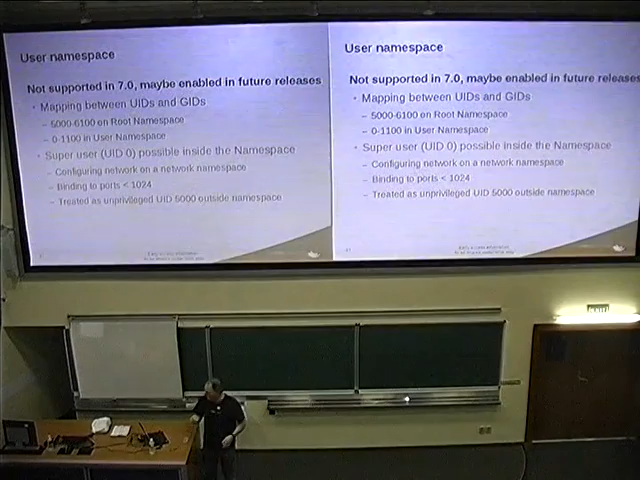 User namespace
Not supported in 7.0, maybe enabled in future releases
• Mapping between UIDs and GIDs
– 5000-6100 on Root Namespace
– 0-1100 in User Namespace
• Super user (UID 0) possible inside the Namespace
– Configuring network on a network namespace
– Binding to ports < 1024
– Treated as unprivileged UID 5000 outside namespace
User namespace
Not supported in 7.0, maybe enabled in future releases
• Mapping between UIDs and GIDs
– 5000-6100 on Root Namespace
– 0-1100 in User Namespace
• Super user (UID 0) possible inside the Namespace
– Configuring network on a network namespace
– Binding to ports < 1024
– Treated as unprivileged UID 5000 outside namespace